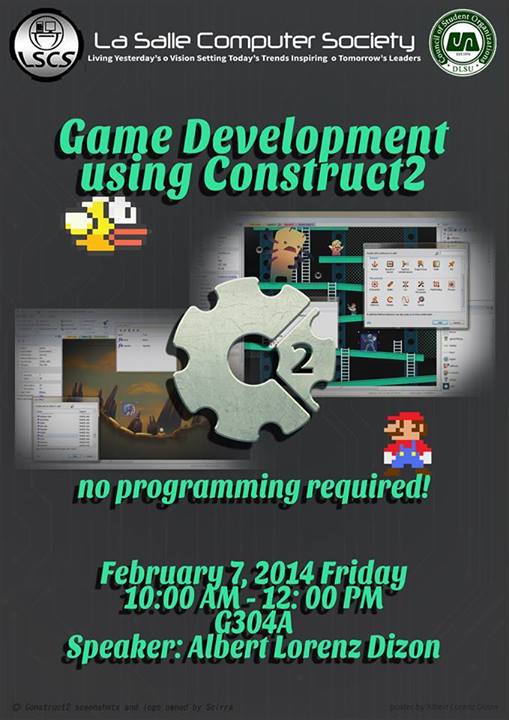 La Salle Computer Society
Living Yesterday's o Vision Setting Today's Trends Inspiring o Tomorrow's Leaders
LSCS
Council of Student Organizations
DLSU
Game Development
using Construct2
2
no programming required!
February 7, 2014 Friday
10:00 AM - 12: 00 PM
G304A
Speaker: Albert Lorenz Dizon
© Construct2 screenshots and logo owned by Scirra
poster by Albert Lorenz Dizon